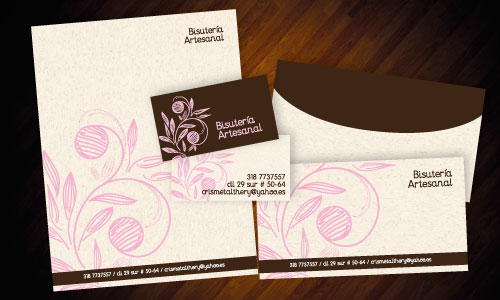 Bisutería
Artesanal
318 7737557 / cll 29 sur # 50-64 / crismetalthery@yahoo.es
Bisutería
Artesanal
318 7737557
cll 29 sur # 50-64
crismetalthery@yahoo.es
Bisutería
Artesanal
318 7737557 / cll 29 sur # 50-64 / crismetalthery@yahoo.es